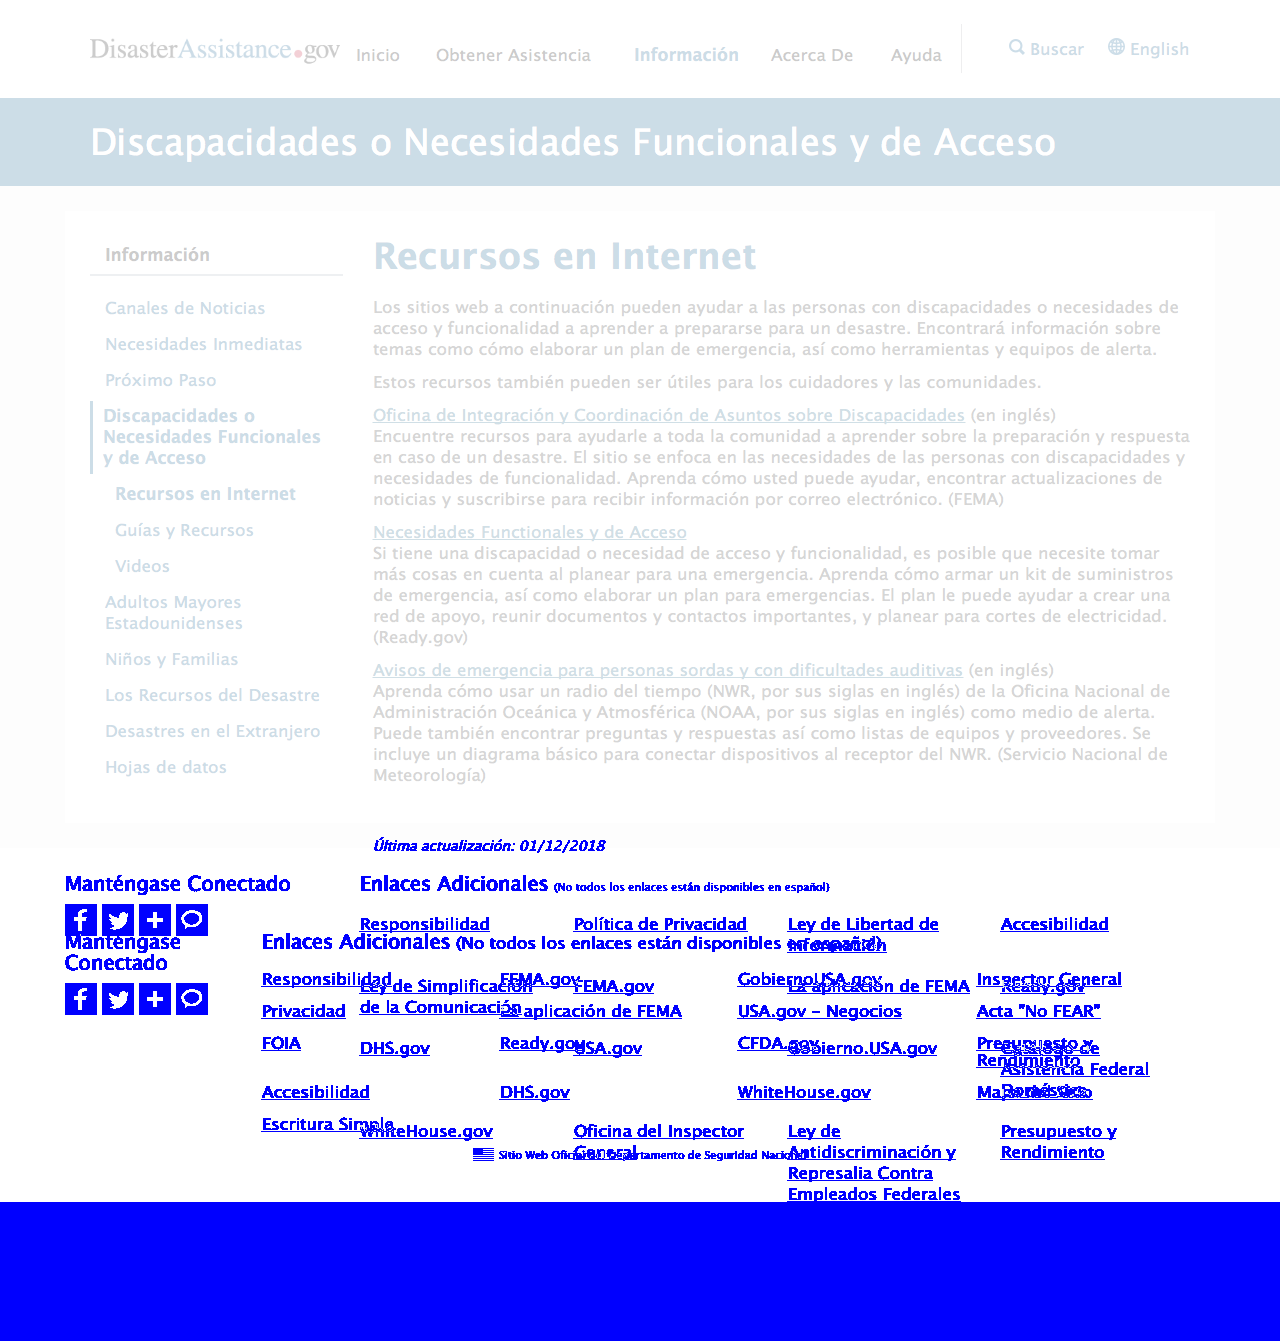 DisasterAssistance.gov
Inicio
Obtener Asistencia
Información
Acerca De
Ayuda
Buscar
English
Discapacidades o Necesidades Funcionales y de Acceso
Información
Canales de Noticias
Necesidades Inmediatas
Próximo Paso
Discapacidades o
Necesidades Funcionales
y de Acceso
Recursos en Internet
Guías y Recursos
Videos
Adultos Mayores
Estadounidenses
Niños y Familias
Los Recursos del Desastre
Desastres en el Extranjero
Hojas de datos
Recursos en Internet
Los sitios web a continuación pueden ayudar a las personas con discapacidades o necesidades de
acceso y funcionalidad a aprender a prepararse para un desastre. Encontrará información sobre
temas como cómo elaborar un plan de emergencia, así como herramientas y equipos de alerta.
Estos recursos también pueden ser útiles para los cuidadores y las comunidades.
Oficina de Integración y Coordinación de Asuntos sobre Discapacidades (en inglés)
Encuentre recursos para ayudarle a toda la comunidad a aprender sobre la preparación y respuesta
en caso de un desastre. El sitio se enfoca en las necesidades de las personas con discapacidades y
necesidades de funcionalidad. Aprenda cómo usted puede ayudar, encontrar actualizaciones de
noticias y suscribirse para recibir información por correo electrónico. (FEMA)
Necesidades Functionales y de Acceso
Si tiene una discapacidad o necesidad de acceso y funcionalidad, es posible que necesite tomar
más cosas en cuenta al planear para una emergencia. Aprenda cómo armar un kit de suministros
de emergencia, así como elaborar un plan para emergencias. El plan le puede ayudar a crear una
red de apoyo, reunir documentos y contactos importantes, y planear para cortes de electricidad.
(Ready.gov)
Avisos de emergencia para personas sordas y con dificultades auditivas (en inglés)
Aprenda cómo usar un radio del tiempo (NWR, por sus siglas en inglés) de la Oficina Nacional de
Administración Oceánica y Atmosférica (NOAA, por sus siglas en inglés) como medio de alerta.
Puede también encontrar preguntas y respuestas así como listas de equipos y proveedores. Se
incluye un diagrama básico para conectar dispositivos al receptor del NWR. (Servicio Nacional de
Meteorología)
Última actualización: 01/12/2018
Manténgase Conectado
Enlaces Adicionales (No todos los enlaces están disponibles en español)
Responsibilidad
Política de Privacidad
Ley de Libertad de
Información
Accesibilidad
Ley de Simplificación
de la Comunicación
FEMA.gov
La aplicación de FEMA
Ready.gov
DHS.gov
USA.gov
Gobierno.USA.gov
Catálogo de
Asistencia Federal
Doméstica
WhiteHouse.gov
Oficina del Inspector
General
Ley de
Antidiscriminación y
Represalia Contra
Empleados Federales
Presupuesto y
Rendimiento
Manténgase
Conectado
Enlaces Adicionales (No todos los enlaces están disponibles en español)
Responsibilidad
FEMA.gov
GobiernoUSA.gov
Inspector General
Privacidad
La aplicación de FEMA
USA.gov – Negocios
Acta "No FEAR"
FOIA
Ready.gov
CFDA.gov
Presupuesto y
Rendimiento
Accesibilidad
DHS.gov
WhiteHouse.gov
Mapa del Sitio
Escritura Simple
Sitio Web Oficial del Departamento de Seguridad Nacional